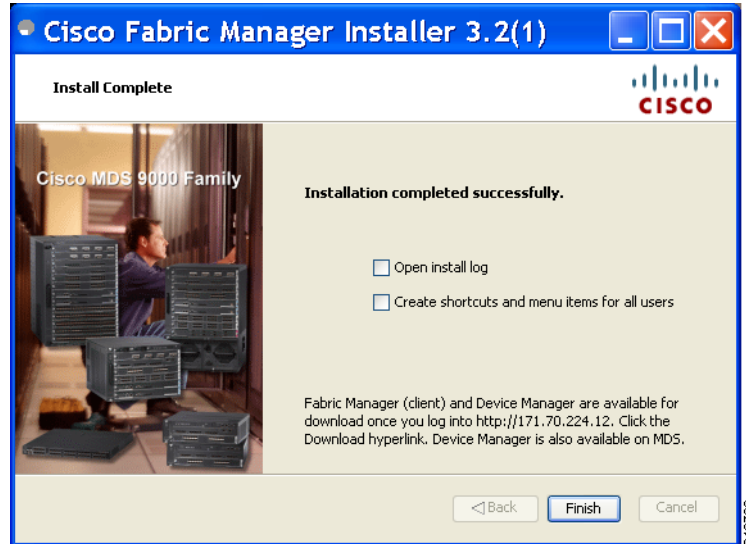 Cisco Fabric Manager Installer 3.2(1)
Install Complete
CISCO
Cisco MDS 9000 Family
Installation completed successfully.
Open install log
Create shortcuts and menu items for all users
Fabric Manager (client) and Device Manager are available for
download once you log into http://171.70.224.12. Click the
Download hyperlink. Device Manager is also available on MDS.
Back
Finish
Cancel